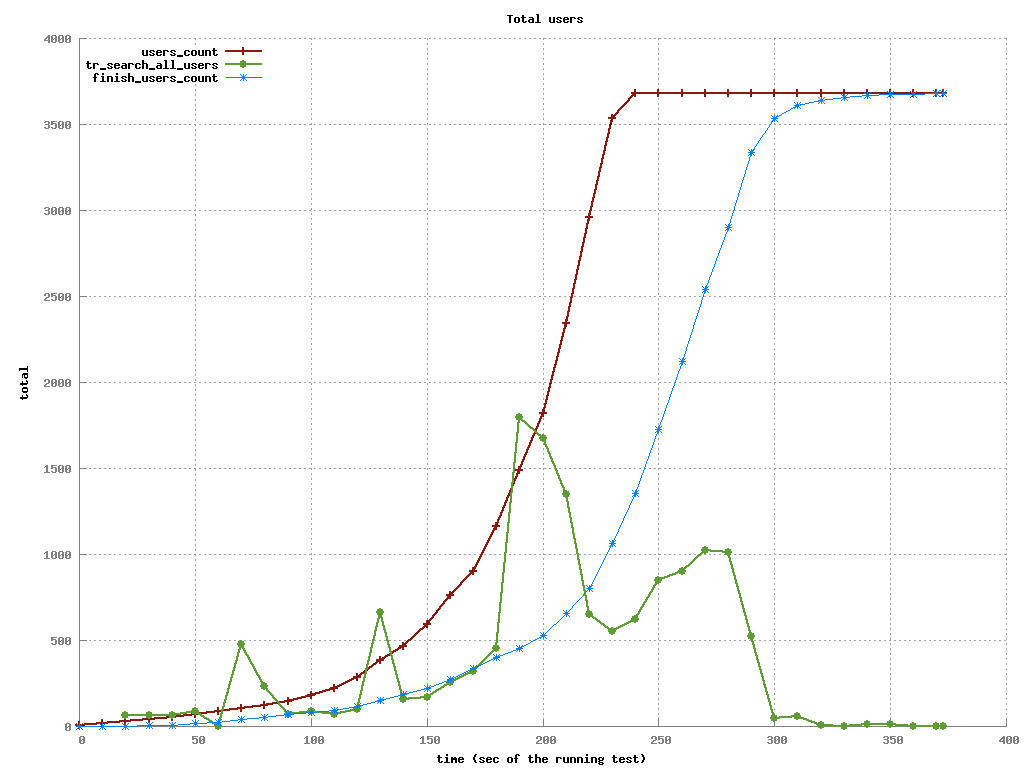 Total users
4000
users_count
tr_search_all_users
finish_users_count
3500
3000
2500
total
2000
1500
1000
500
0
0 50 100 150 200 250 300 350 400
time (sec of the running test)